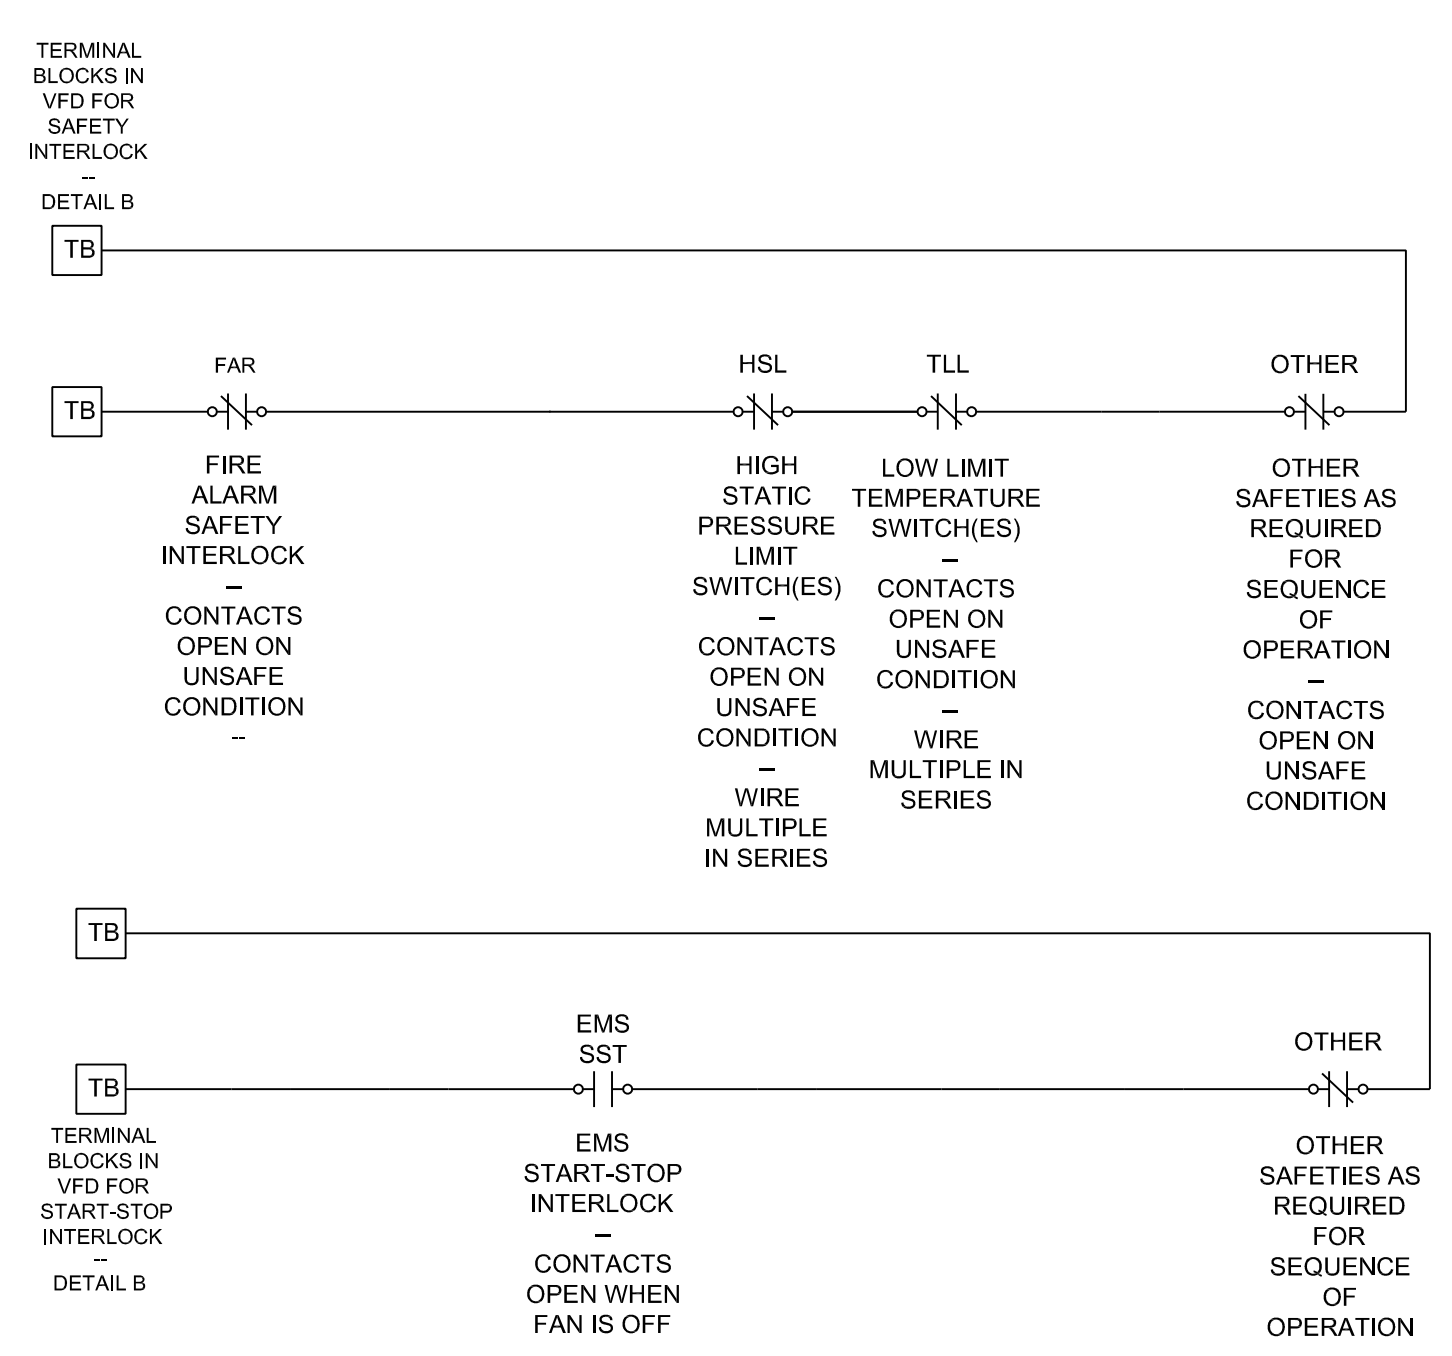 TERMINAL
BLOCKS IN
VFD FOR
SAFETY
INTERLOCK
--
DETAIL B
TB
TB
FAR
FIRE
ALARM
SAFETY
INTERLOCK
–
CONTACTS
OPEN ON
UNSAFE
CONDITION
--
HSL
HIGH
STATIC
PRESSURE
LIMIT
SWITCH(ES)
–
CONTACTS
OPEN ON
UNSAFE
CONDITION
–
WIRE
MULTIPLE
IN SERIES
TLL
LOW LIMIT
TEMPERATURE
SWITCH(ES)
–
CONTACTS
OPEN ON
UNSAFE
CONDITION
–
WIRE
MULTIPLE IN
SERIES
OTHER
OTHER
SAFETIES AS
REQUIRED
FOR
SEQUENCE
OF
OPERATION
–
CONTACTS
OPEN ON
UNSAFE
CONDITION
TB
TB
TERMINAL
BLOCKS IN
VFD FOR
START-STOP
INTERLOCK
--
DETAIL B
EMS
SST
EMS
START-STOP
INTERLOCK
–
CONTACTS
OPEN WHEN
FAN IS OFF
OTHER
OTHER
SAFETIES AS
REQUIRED
FOR
SEQUENCE
OF
OPERATION